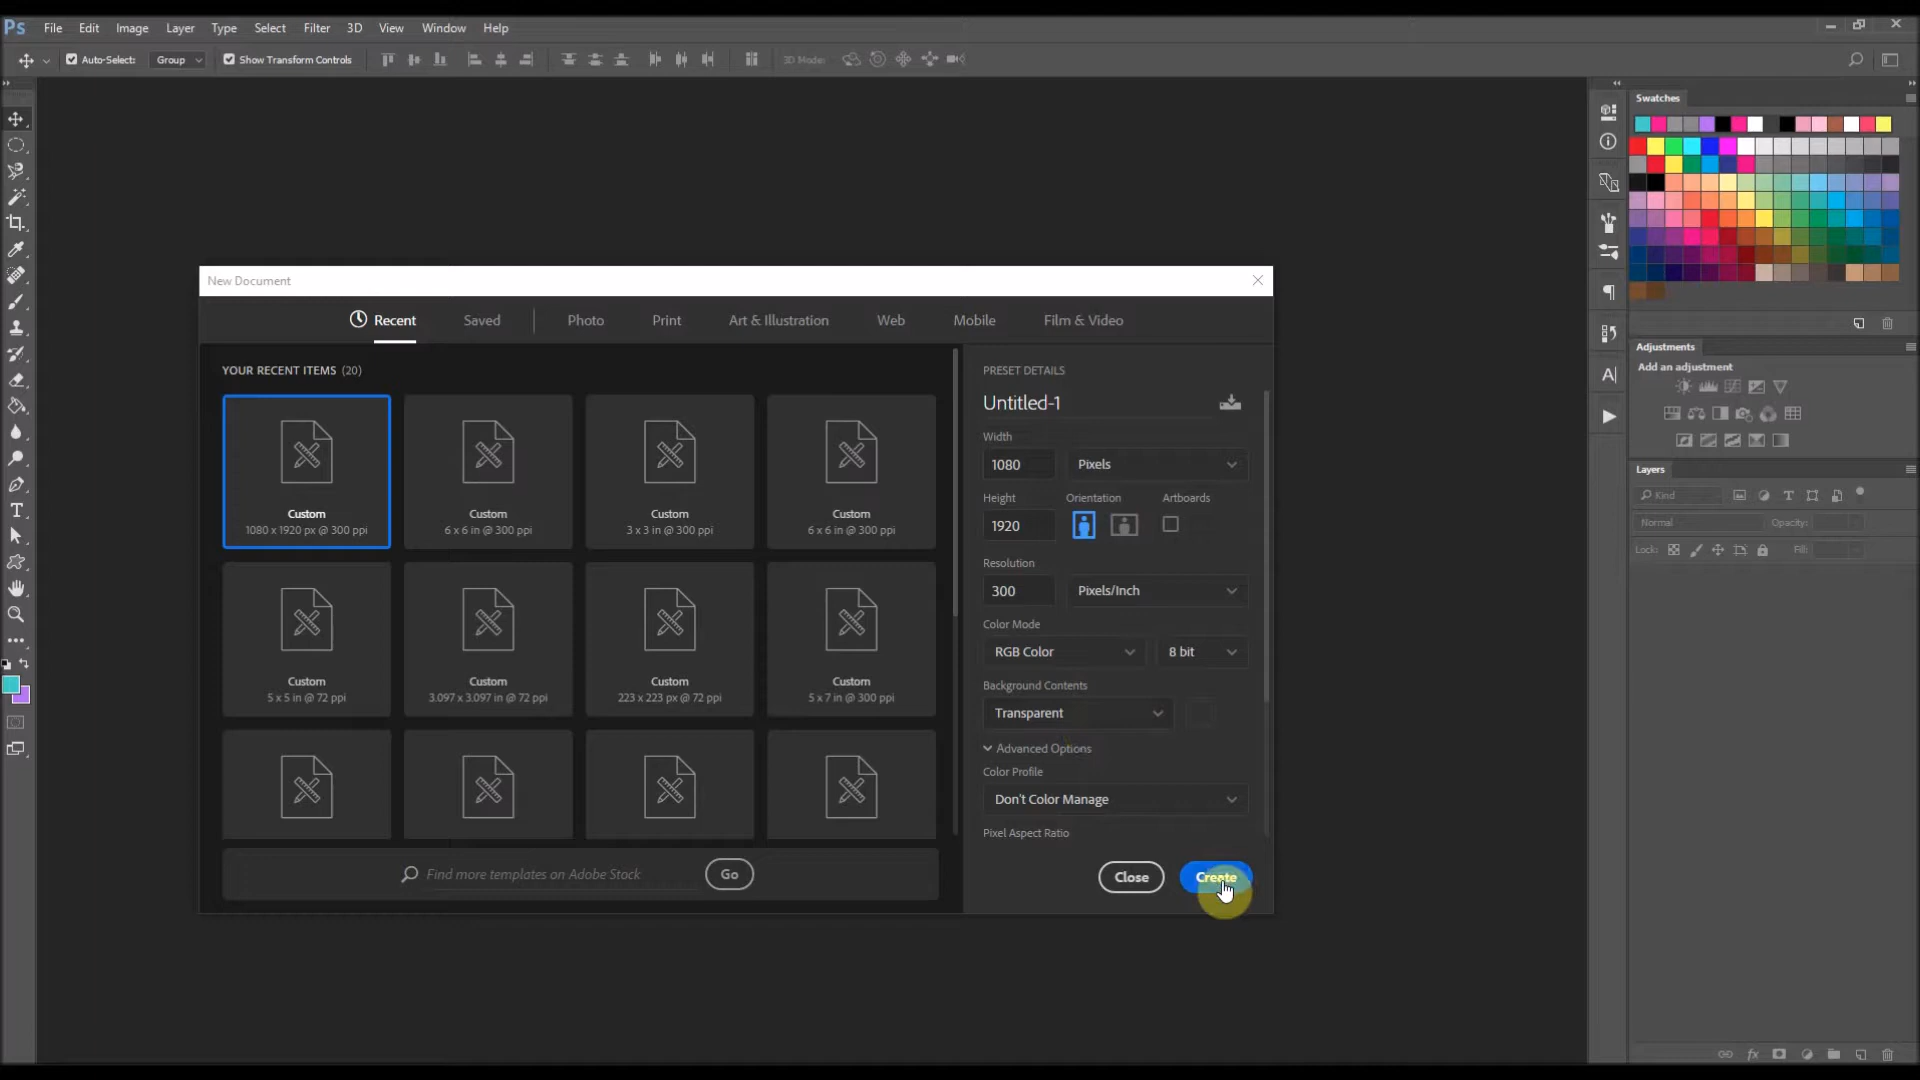 Ps File Edit Image Layer Type Select Filter 3D View Window Help
Auto-Select: Group Show Transform Controls 3D Mode:
Swatches
New Document
Recent Saved Photo Print Art & Illustration Web Mobile Film & Video
YOUR RECENT ITEMS (20)
Custom
1080 x 1920 px @ 300 ppi
Custom
6 x 6 in @ 300 ppi
Custom
3 x 3 in @ 300 ppi
Custom
6 x 6 in @ 300 ppi
Custom
5 x 5 in @ 72 ppi
Custom
3.097 x 3.097 in @ 72 ppi
Custom
223 x 223 px @ 72 ppi
Custom
5 x 7 in @ 300 ppi
Find more templates on Adobe Stock Go
PRESET DETAILS
Untitled-1
Width
1080 Pixels
Height Orientation Artboards
1920
Resolution
300 Pixels/Inch
Color Mode
RGB Color 8 bit
Background Contents
Transparent
Advanced Options
Color Profile
Don't Color Manage
Pixel Aspect Ratio
Close Create
Adjustments
Add an adjustment
Layers
Kind
Normal Opacity:
Lock: Fill: